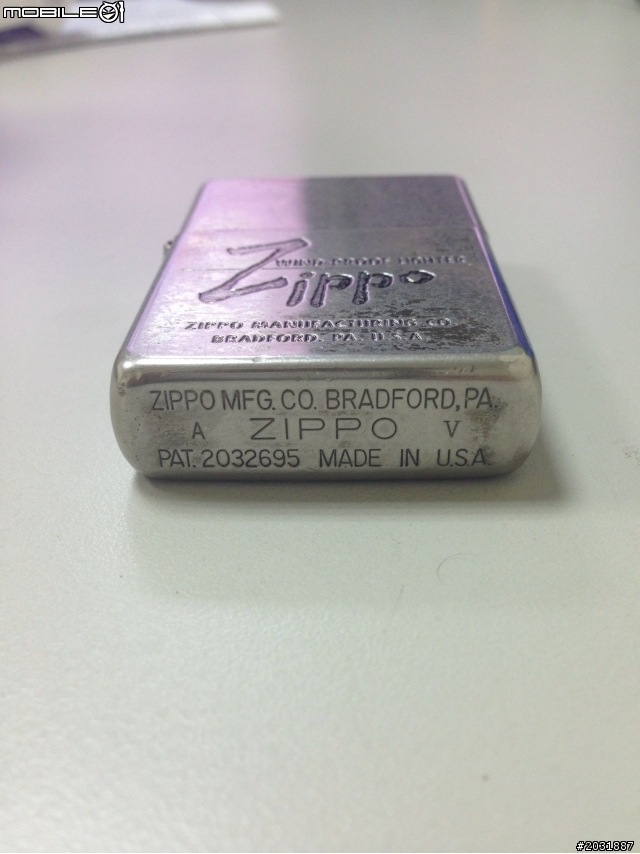 MOBILE01
WIND PROOF LIGHTER
Zippo
ZIPPO MANUFACTURING CO.
BRADFORD, PA. U.S.A.
ZIPPO MFG. CO. BRADFORD, PA.
A ZIPPO V
PAT. 2032695 MADE IN U.S.A.
#2031887